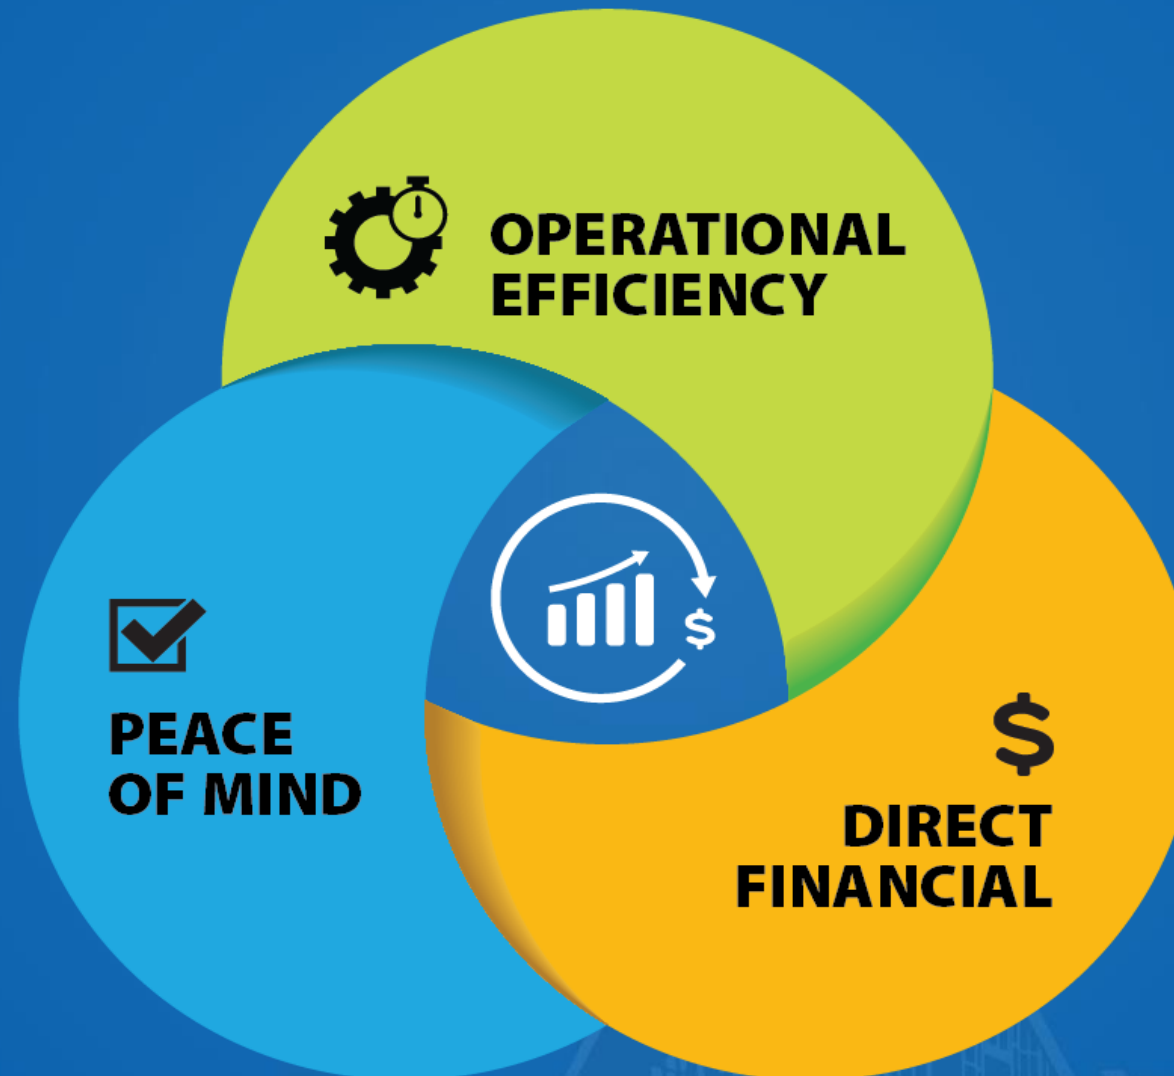 OPERATIONAL
EFFICIENCY
$
PEACE
OF MIND
$
DIRECT
FINANCIAL